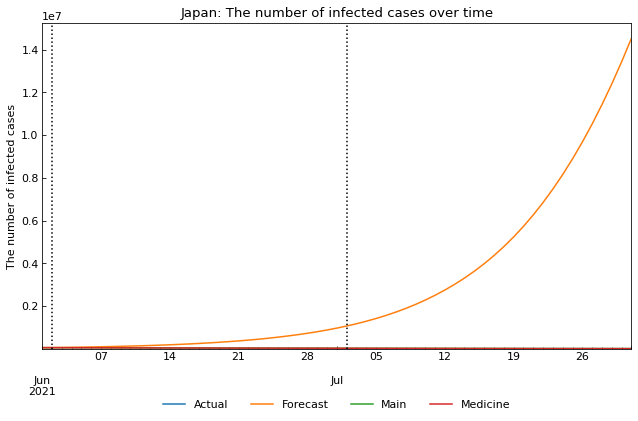 Japan: The number of infected cases over time
1e7
1.4
1.2
1.0
0.8
0.6
0.4
0.2
The number of infected cases
07 14 21 28 05 12 19 26
Jun Jul
2021
Actual Forecast Main Medicine